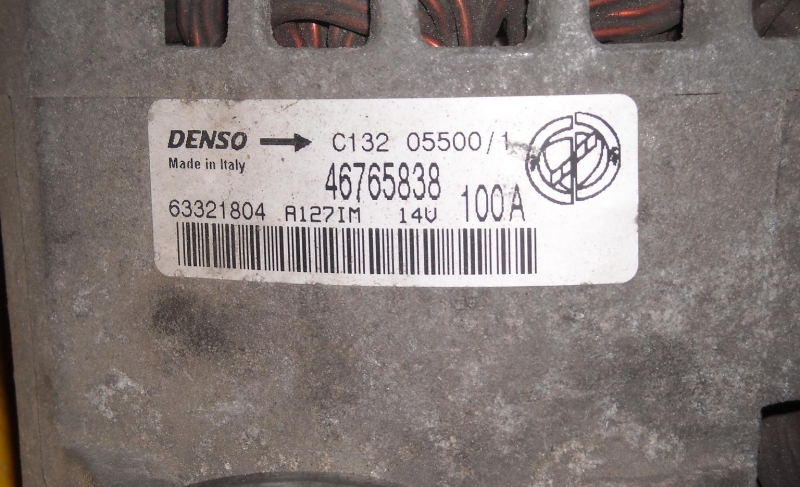 DENSO → C132 05500/1
Made in Italy
46765838
63321804 A127IM 14V 100A